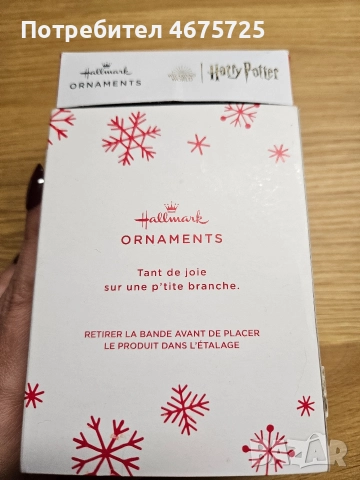 Потребител 4675725
Hallmark
ORNAMENTS
Harry Potter
Hallmark
ORNAMENTS
Tant de joie
sur une p'tite branche.
RETIRER LA BANDE AVANT DE PLACER
LE PRODUIT DANS L'ÉTALAGE